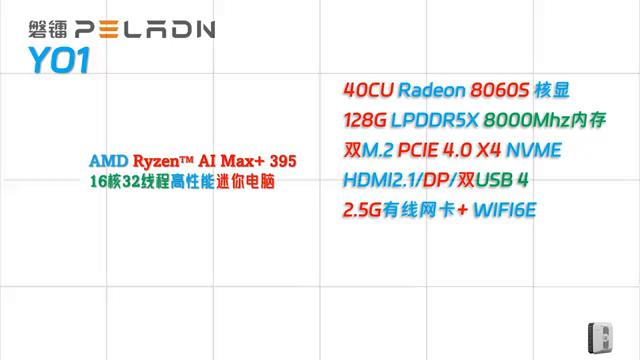 磐镭 PELADN
YO1
AMD Ryzen™ AI Max+ 395
16核32线程高性能迷你电脑
40CU Radeon 8060S 核显
128G LPDDR5X 8000Mhz内存
双M.2 PCIE 4.0 X4 NVME
HDMI2.1/DP/双USB 4
2.5G有线网卡+ WIFI6E